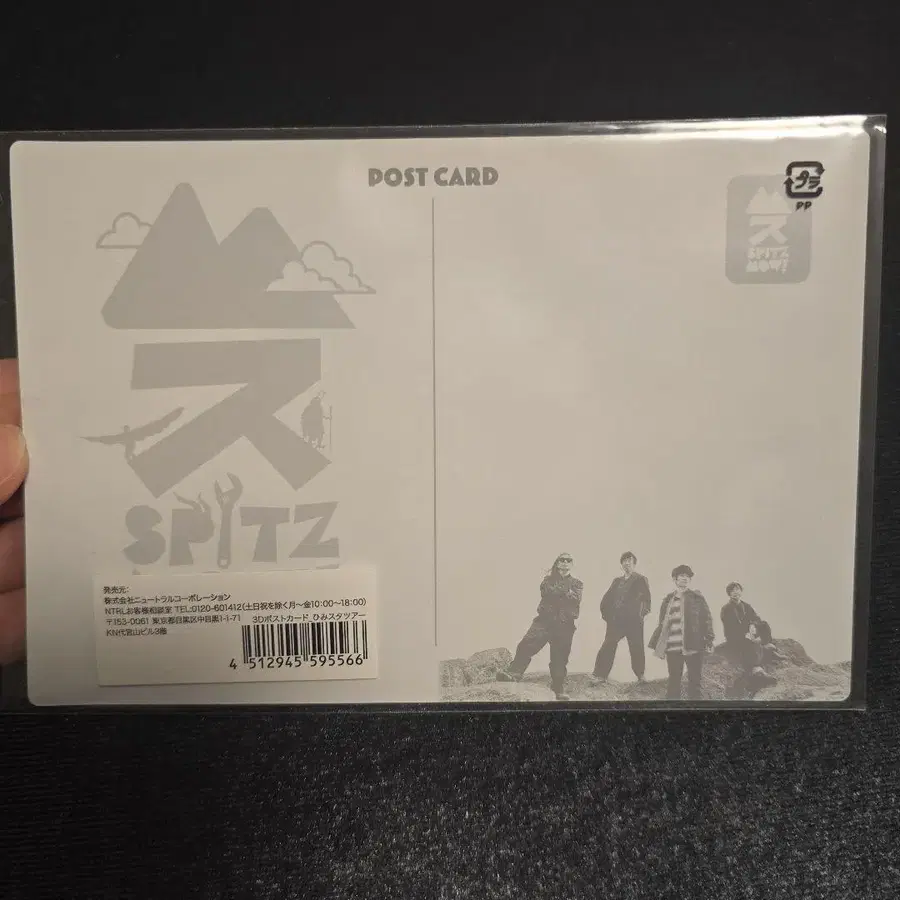 POST CARD
プラ
PP
ス
SPITZ
ス
SPITZ
発売元:
株式会社ニュートラルコーポレーション
NTRLお客様相談室 TEL:0120-601412(土日祝を除く月～金10:00～18:00)
〒153-0061 東京都目黒区中目黒1-1-71
KN代官山ビル3階
3Dポストカード_ひみスタツアー
4 512945 595566